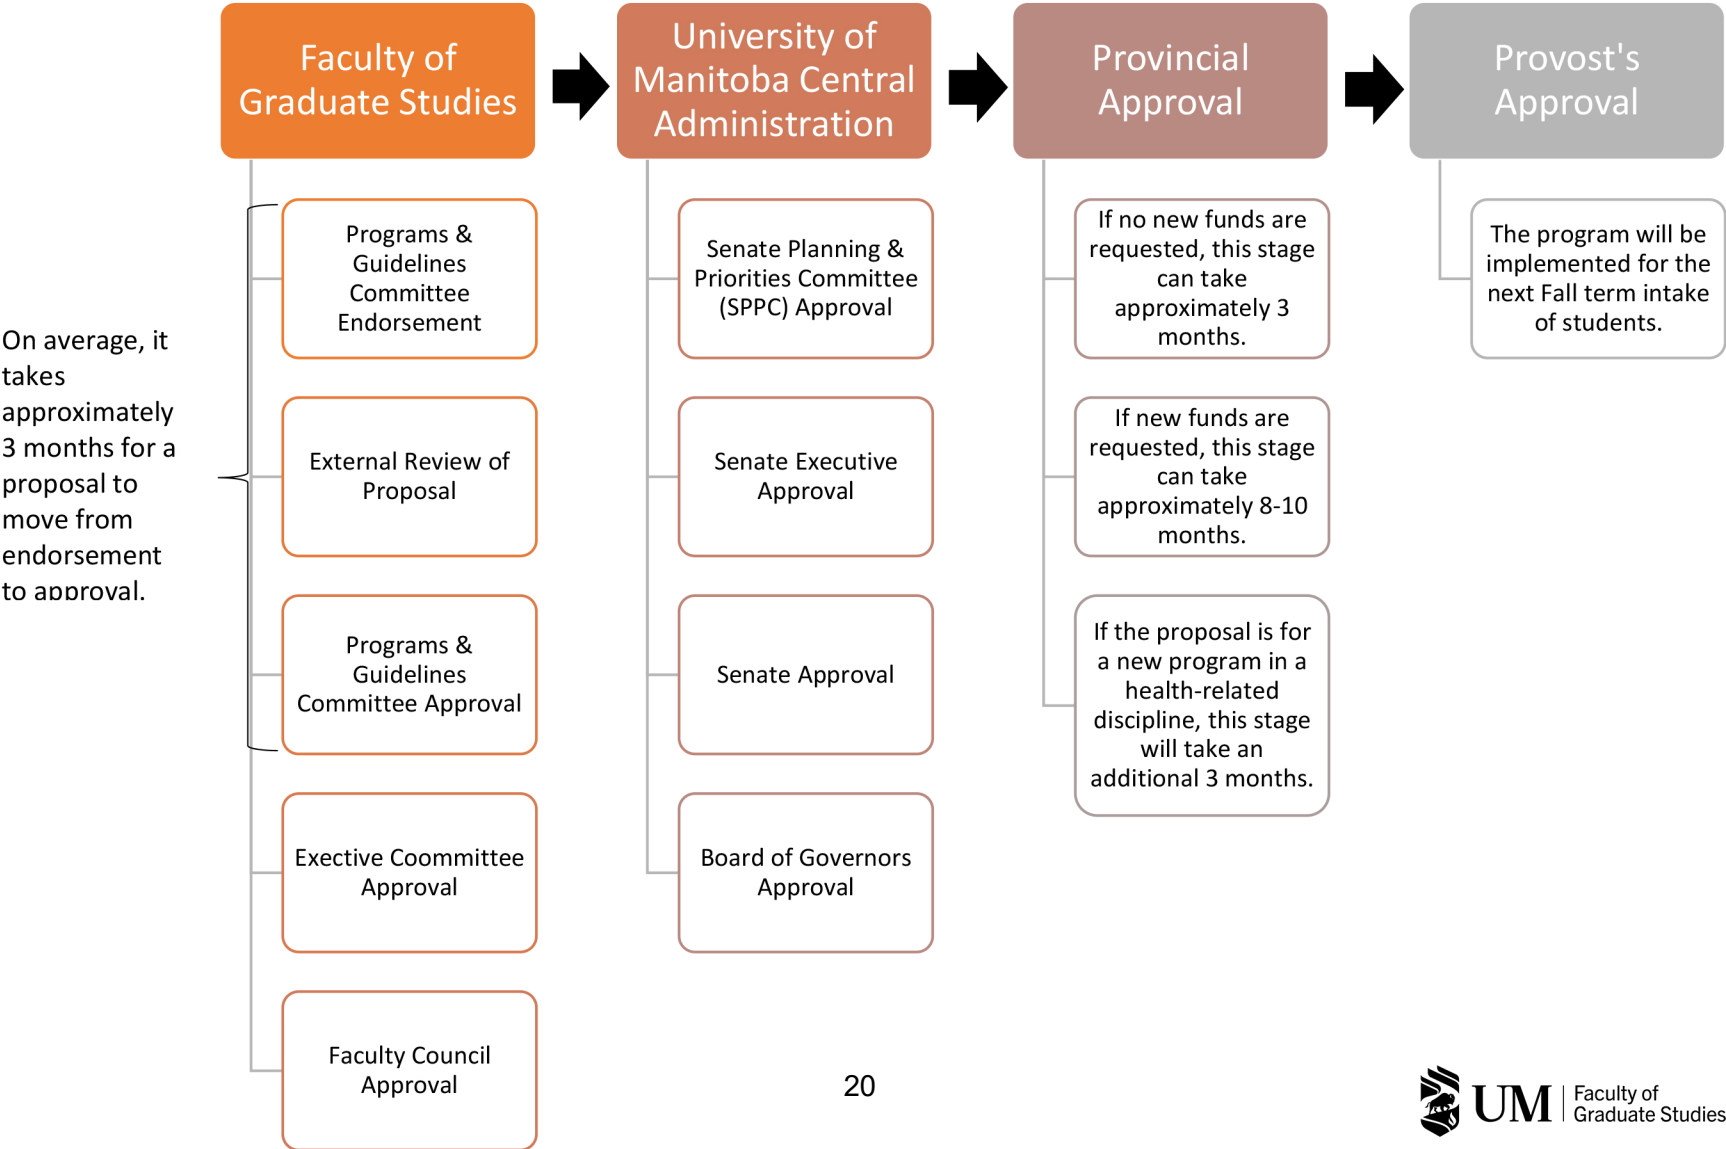 Faculty of
Graduate Studies
University of
Manitoba Central
Administration
Provincial
Approval
Provost's
Approval
On average, it
takes
approximately
3 months for a
proposal to
move from
endorsement
to approval.
Programs &
Guidelines
Committee
Endorsement
External Review of
Proposal
Programs &
Guidelines
Committee Approval
Exective Coommittee
Approval
Faculty Council
Approval
Senate Planning &
Priorities Committee
(SPPC) Approval
Senate Executive
Approval
Senate Approval
Board of Governors
Approval
If no new funds are
requested, this stage
can take
approximately 3
months.
If new funds are
requested, this stage
can take
approximately 8-10
months.
If the proposal is for
a new program in a
health-related
discipline, this stage
will take an
additional 3 months.
The program will be
implemented for the
next Fall term intake
of students.
20
UM
Faculty of
Graduate Studies